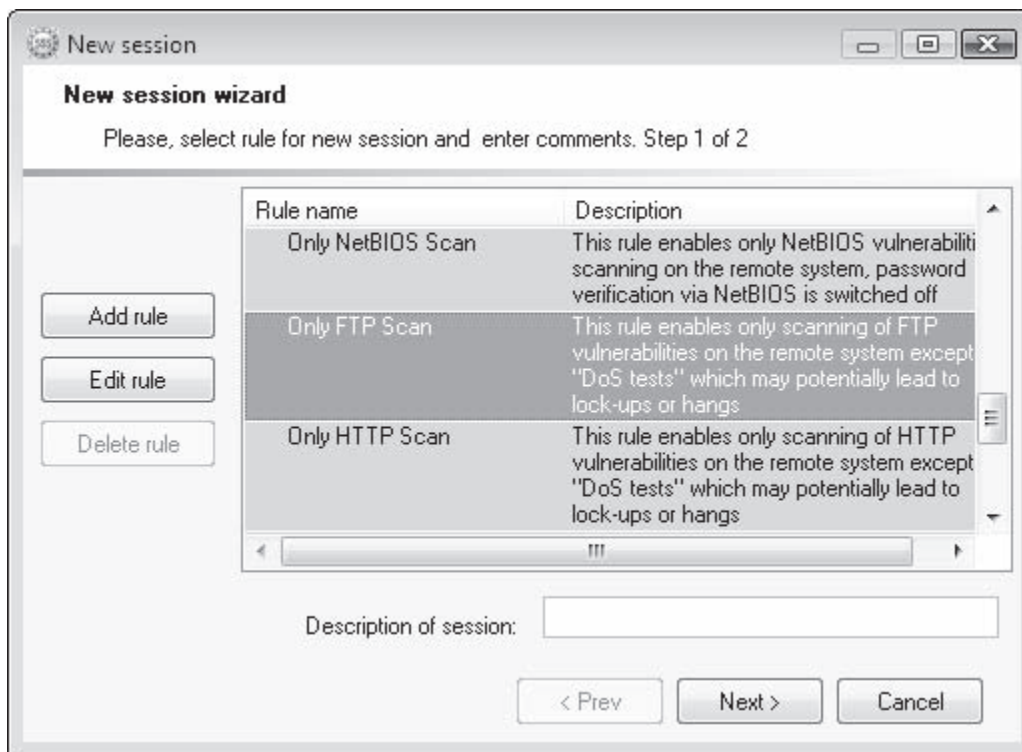 New session
New session wizard
Please, select rule for new session and enter comments. Step 1 of 2
Rule name Description
Only NetBIOS Scan This rule enables only NetBIOS vulnerabiliti
scanning on the remote system, password
verification via NetBIOS is switched off
Add rule
Only FTP Scan This rule enables only scanning of FTP
vulnerabilities on the remote system except
"DoS tests" which may potentially lead to
lock-ups or hangs
Edit rule
Delete rule
Only HTTP Scan This rule enables only scanning of HTTP
vulnerabilities on the remote system except
"DoS tests" which may potentially lead to
lock-ups or hangs
Description of session:
< Prev Next > Cancel